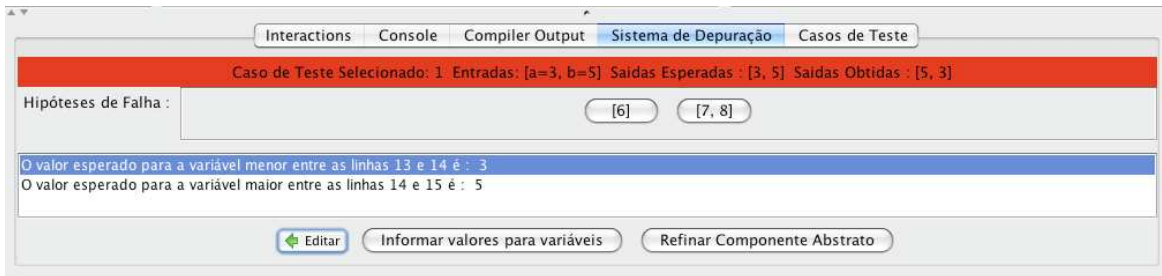 Interactions Console Compiler Output Sistema de Depuração Casos de Teste
Caso de Teste Selecionado: 1 Entradas: [a=3, b=5] Saidas Esperadas : [3, 5] Saidas Obtidas : [5, 3]
Hipóteses de Falha : [6] [7, 8]
O valor esperado para a variável menor entre as linhas 13 e 14 é : 3
O valor esperado para a variável maior entre as linhas 14 e 15 é : 5
Editar Informar valores para variáveis Refinar Componente Abstrato